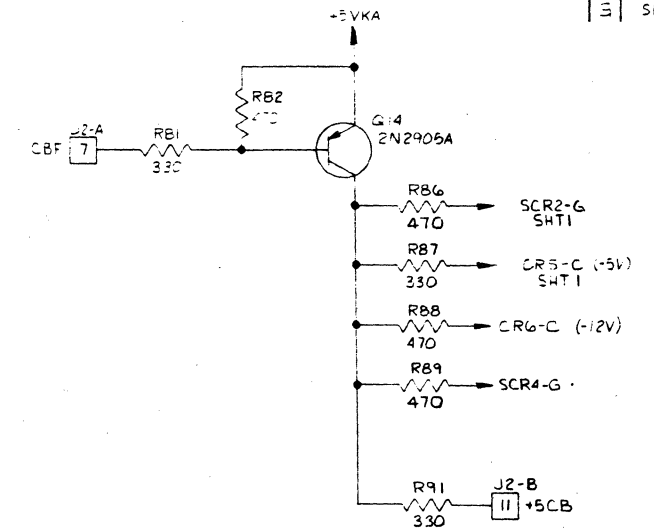 +5VKA
R82
470
Q14
2N2905A
J2-A
CBF 7
R81
330
R86
470
SCR2-G
SHT1
R87
330
CR5-C (-5V)
SHT1
R88
470
CR6-C (-12V)
R89
470
SCR4-G
R91
330
J2-B
11 +5CB